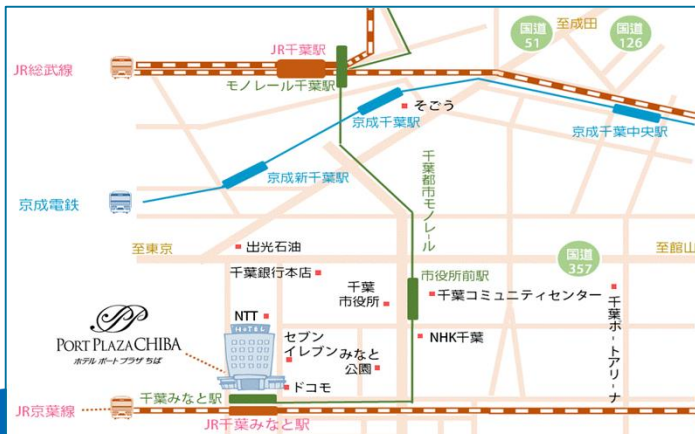 国道
51
至成田
国道
126
JR千葉駅
JR総武線
モノレール千葉駅
そごう
京成千葉駅
京成千葉中央駅
千葉都市モノレール
京成新千葉駅
京成電鉄
至東京
出光石油
国道
357
至館山
千葉銀行本店
市役所前駅
千葉
市役所
千葉コミュニティセンター
千葉ポートアリーナ
NTT
HOTEL
PORT PLAZA CHIBA
ホテル ポートプラザ ちば
セブン
イレブン
みなと
公園
NHK千葉
ドコモ
千葉みなと駅
JR京葉線
JR千葉みなと駅